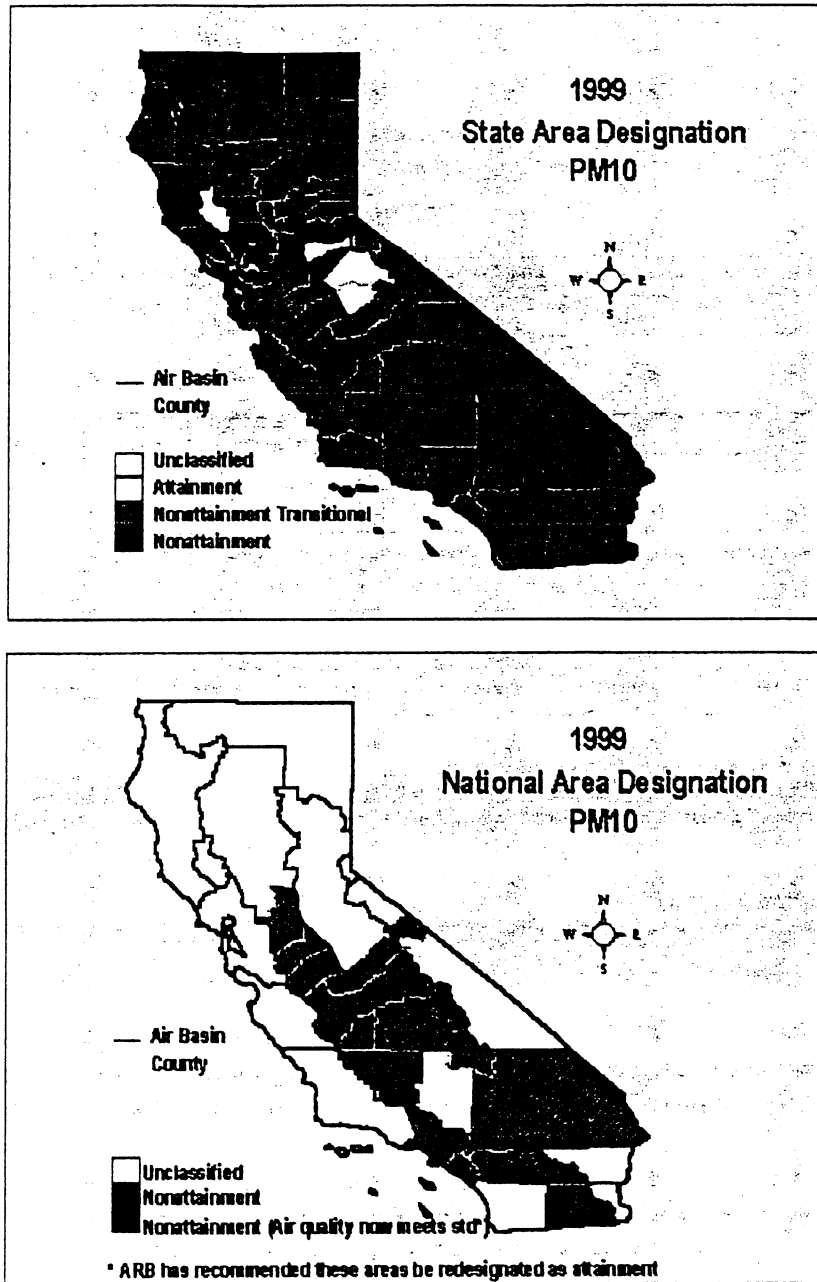 1999
State Area Designation
PM10
N
W E
S
Air Basin
County
Unclassified
Attainment
Nonattainment Transitional
Nonattainment
1999
National Area Designation
PM10
N
W E
S
Air Basin
County
Unclassified
Nonattainment
Nonattainment (Air quality now meets std*)
* ARB has recommended these areas be redesignated as attainment